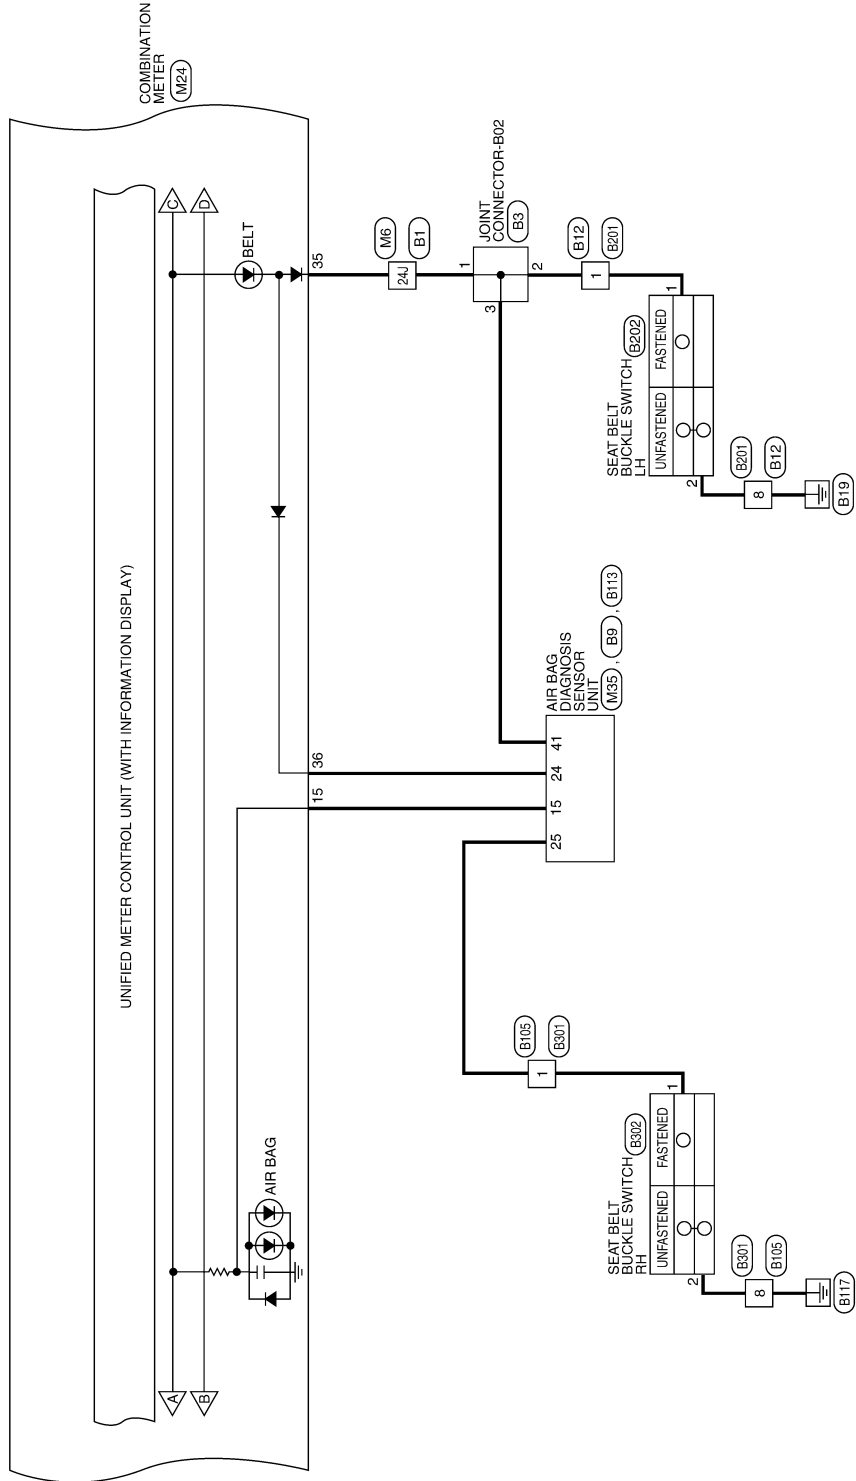 COMBINATION
METER
M24
C
D
UNIFIED METER CONTROL UNIT (WITH INFORMATION DISPLAY)
A
B
BELT
35
36
15
AIR BAG
M6
B1
24J
JOINT
CONNECTOR-B02
B3
1
2
3
B12
B201
1
SEAT BELT
BUCKLE SWITCH
LH
B202
1
UNFASTENED
FASTENED
2
B201
B12
8
B19
AIR BAG
DIAGNOSIS
SENSOR
UNIT
M35 , B9 , B113
41
24
15
25
B105
B301
1
SEAT BELT
BUCKLE SWITCH
RH
B302
1
UNFASTENED
FASTENED
2
B301
B105
8
B117